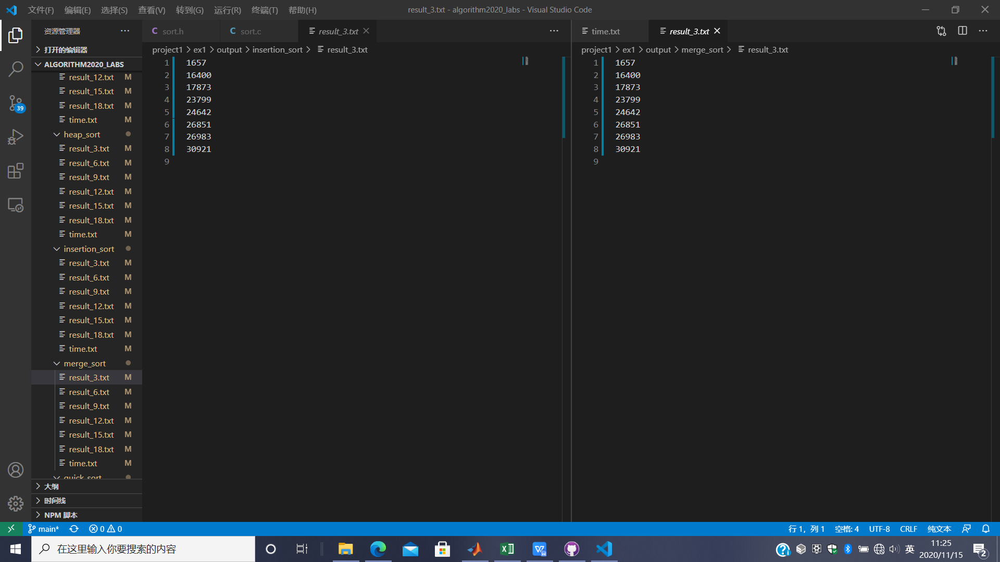 文件(F) 编辑(E) 选择(S) 查看(V) 转到(G) 运行(R) 终端(T) 帮助(H) result_3.txt - algorithm2020_labs - Visual Studio Code
资源管理器
打开的编辑器
ALGORITHM2020_LABS
result_12.txt M
result_15.txt M
result_18.txt M
time.txt M
heap_sort
result_3.txt M
result_6.txt M
result_9.txt M
result_12.txt M
result_15.txt M
result_18.txt M
time.txt M
insertion_sort
result_3.txt M
result_6.txt M
result_9.txt M
result_12.txt M
result_15.txt M
result_18.txt M
time.txt M
merge_sort
result_3.txt M
result_6.txt M
result_9.txt M
result_12.txt M
result_15.txt M
result_18.txt M
time.txt M
quick_sort
大纲
时间线
NPM 脚本
39
C sort.h C sort.c result_3.txt
project1 > ex1 > output > insertion_sort > result_3.txt
1 1657
2 16400
3 17873
4 23799
5 24642
6 26851
7 26983
8 30921
9
time.txt result_3.txt
project1 > ex1 > output > merge_sort > result_3.txt
1 1657
2 16400
3 17873
4 23799
5 24642
6 26851
7 26983
8 30921
9
main* 0 0 行 1，列 1 空格: 4 UTF-8 CRLF 纯文本
在这里输入你要搜索的内容
英 11:25
2020/11/15
2